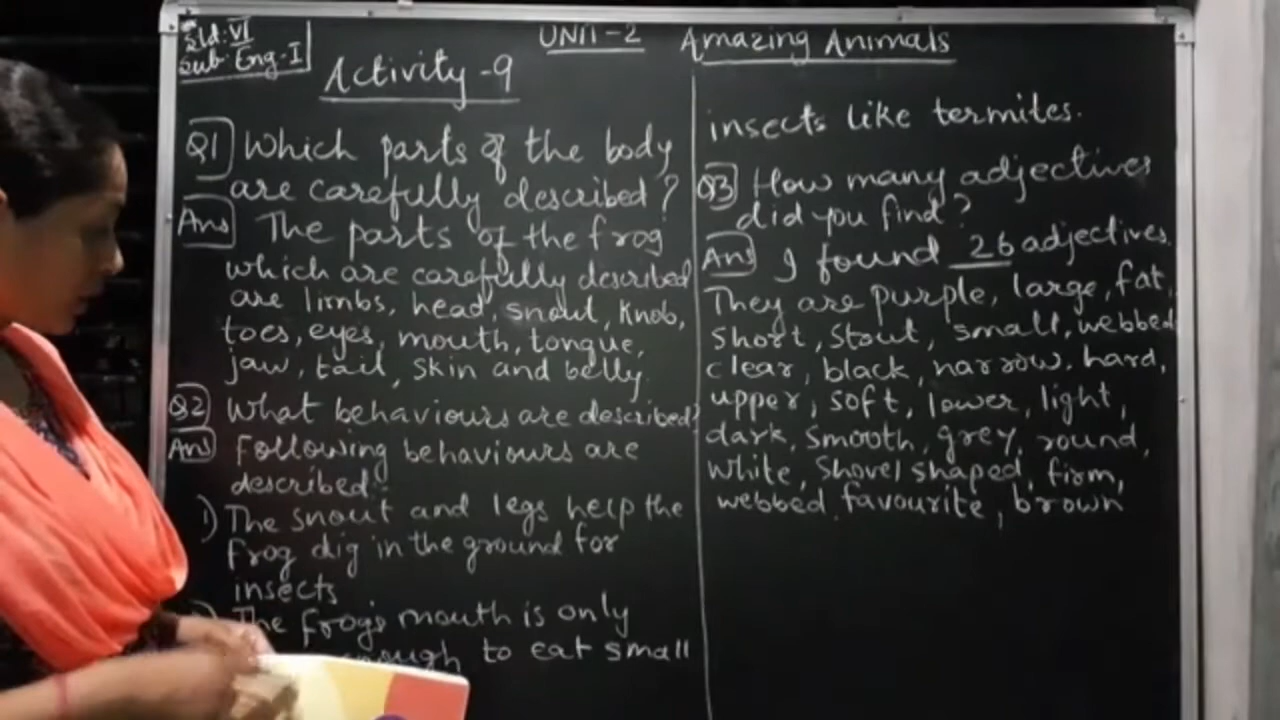 Std: VI
Sub: Eng-I
UNIT-2 Amazing Animals
Activity-9
Q1 Which parts of the body
are carefully described?
Ans The parts of the frog
which are carefully described
are limbs, head, snout, knob,
toes, eyes, mouth, tongue,
jaw, tail, skin and belly.
Q2 What behaviours are described?
Ans Following behaviours are
described:
1) The snout and legs help the
frog dig in the ground for
insects
The frog's mouth is only
enough to eat small
insects like termites.
Q3 How many adjectives
did you find?
Ans I found 26 adjectives.
They are purple, large, fat,
short, stout, small, webbed
clear, black, narrow, hard,
upper, soft, lower, light,
dark, smooth, grey, round,
white, shovel shaped, firm,
webbed, favourite, brown